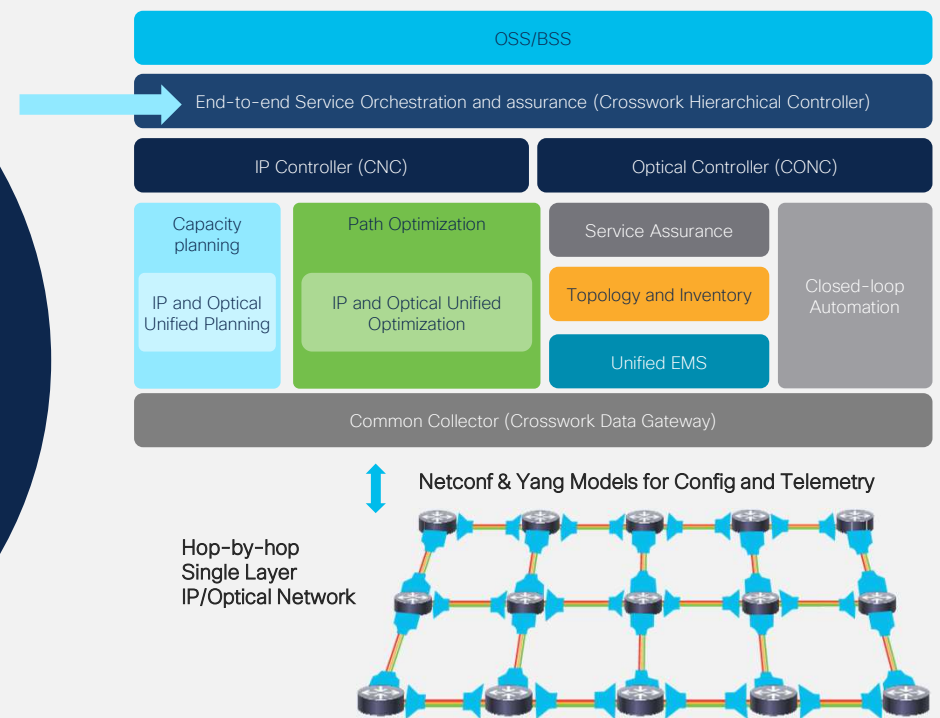 OSS/BSS
End-to-end Service Orchestration and assurance (Crosswork Hierarchical Controller)
IP Controller (CNC)
Optical Controller (CONC)
Capacity
planning
IP and Optical
Unified Planning
Path Optimization
IP and Optical Unified
Optimization
Service Assurance
Topology and Inventory
Unified EMS
Closed-loop
Automation
Common Collector (Crosswork Data Gateway)
Netconf & Yang Models for Config and Telemetry
Hop-by-hop
Single Layer
IP/Optical Network